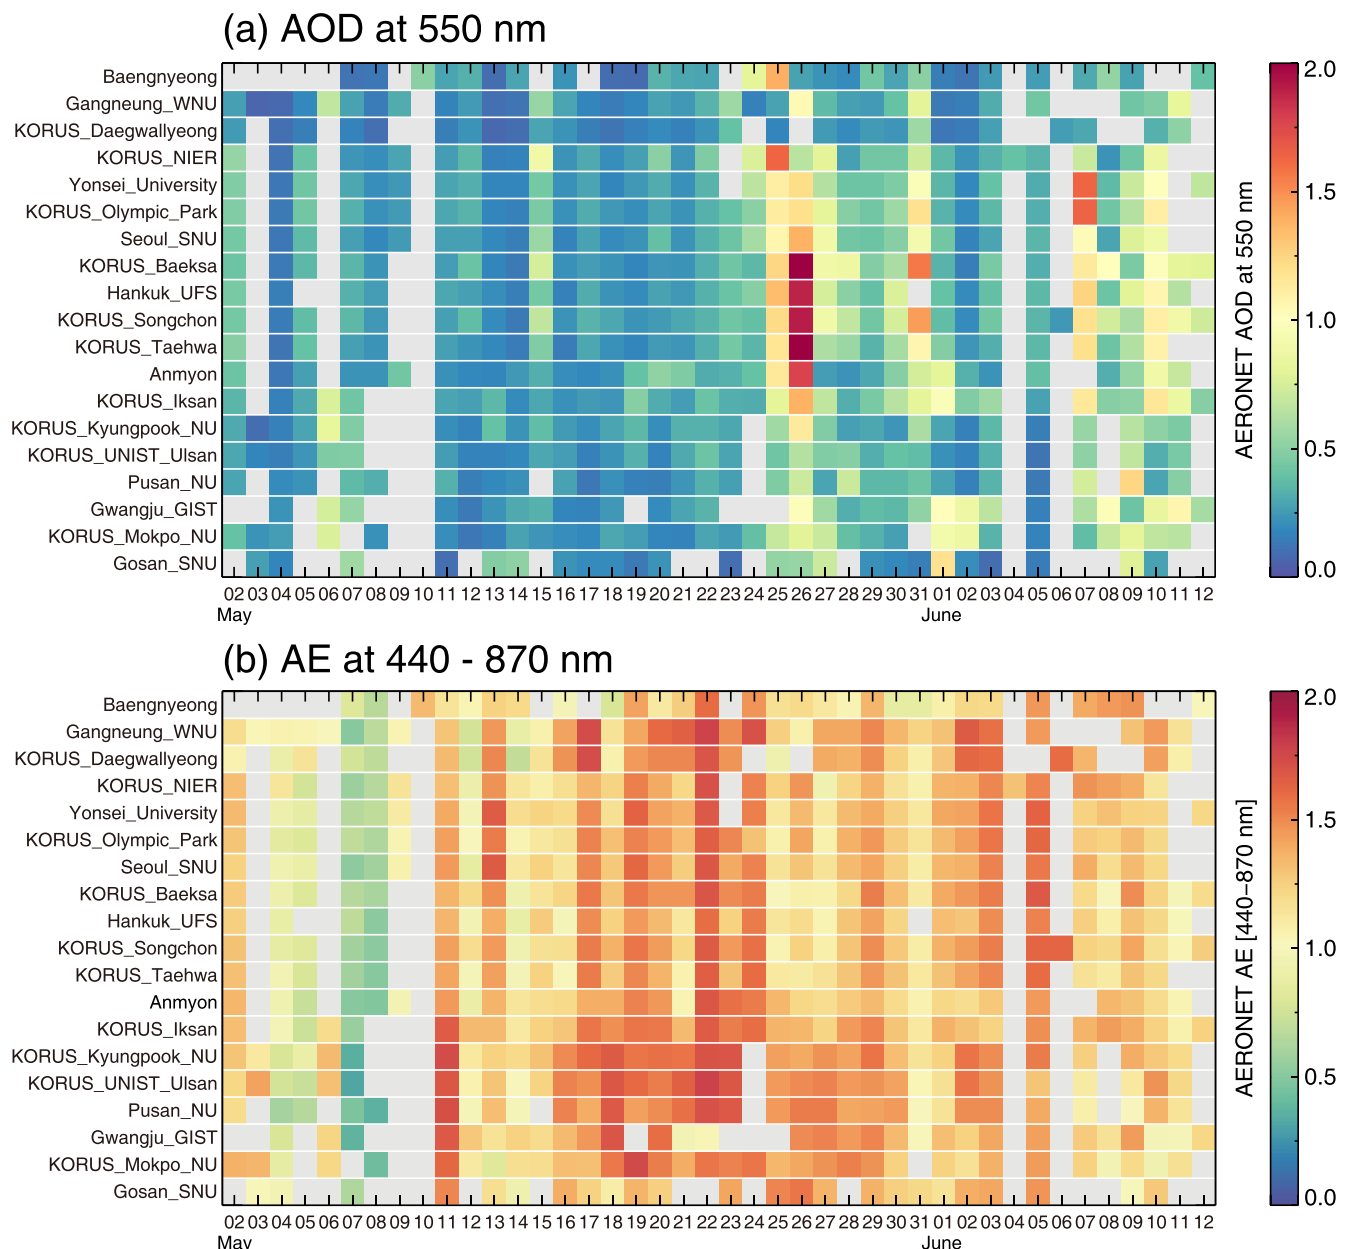 (a) AOD at 550 nm
Baengnyeong
Gangneung_WNU
KORUS_Daegwallyeong
KORUS_NIER
Yonsei_University
KORUS_Olympic_Park
Seoul_SNU
KORUS_Baeksa
Hankuk_UFS
KORUS_Songchon
KORUS_Taehwa
Anmyon
KORUS_Iksan
KORUS_Kyungpook_NU
KORUS_UNIST_Ulsan
Pusan_NU
Gwangju_GIST
KORUS_Mokpo_NU
Gosan_SNU
02 03 04 05 06 07 08 09 10 11 12 13 14 15 16 17 18 19 20 21 22 23 24 25 26 27 28 29 30 31 01 02 03 04 05 06 07 08 09 10 11 12
May June
2.0
1.5
1.0
0.5
0.0
AERONET AOD at 550 nm
(b) AE at 440 - 870 nm
Baengnyeong
Gangneung_WNU
KORUS_Daegwallyeong
KORUS_NIER
Yonsei_University
KORUS_Olympic_Park
Seoul_SNU
KORUS_Baeksa
Hankuk_UFS
KORUS_Songchon
KORUS_Taehwa
Anmyon
KORUS_Iksan
KORUS_Kyungpook_NU
KORUS_UNIST_Ulsan
Pusan_NU
Gwangju_GIST
KORUS_Mokpo_NU
Gosan_SNU
02 03 04 05 06 07 08 09 10 11 12 13 14 15 16 17 18 19 20 21 22 23 24 25 26 27 28 29 30 31 01 02 03 04 05 06 07 08 09 10 11 12
May June
2.0
1.5
1.0
0.5
0.0
AERONET AE [440–870 nm]